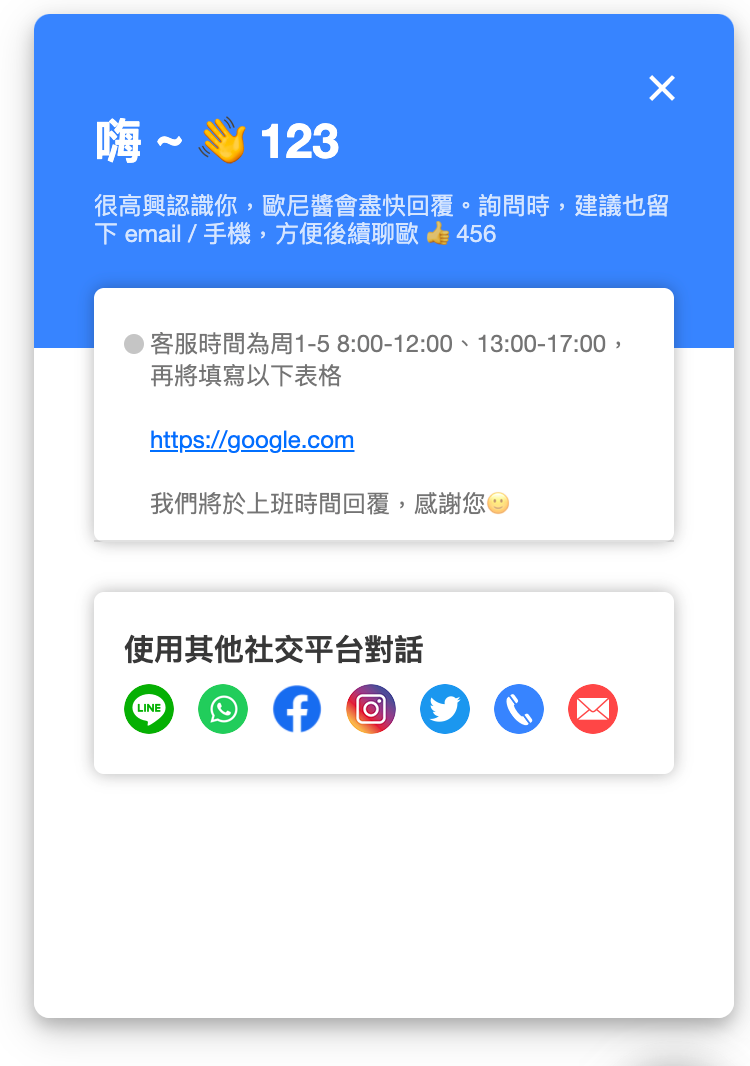 嗨 ~ 👋 123
很高興認識你，歐尼醬會盡快回覆。詢問時，建議也留
下 email / 手機，方便後續聊歐 👍 456
客服時間為周1-5 8:00-12:00、13:00-17:00，
再將填寫以下表格
https://google.com
我們將於上班時間回覆，感謝您🙂
使用其他社交平台對話
LINE